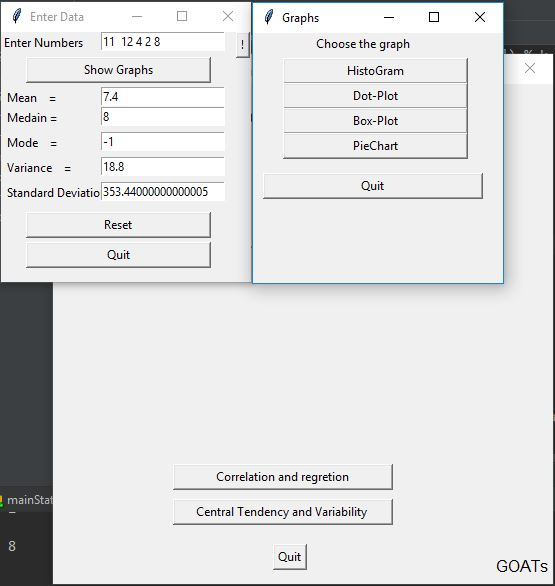 Enter Data
Enter Numbers 11 12 4 2 8 !
Show Graphs
Mean = 7.4
Medain = 8
Mode = -1
Variance = 18.8
Standard Deviatio 353.44000000000005
Reset
Quit
Graphs
Choose the graph
HistoGram
Dot-Plot
Box-Plot
PieChart
Quit
Correlation and regretion
Central Tendency and Variability
Quit
GOATs
mainStat
8